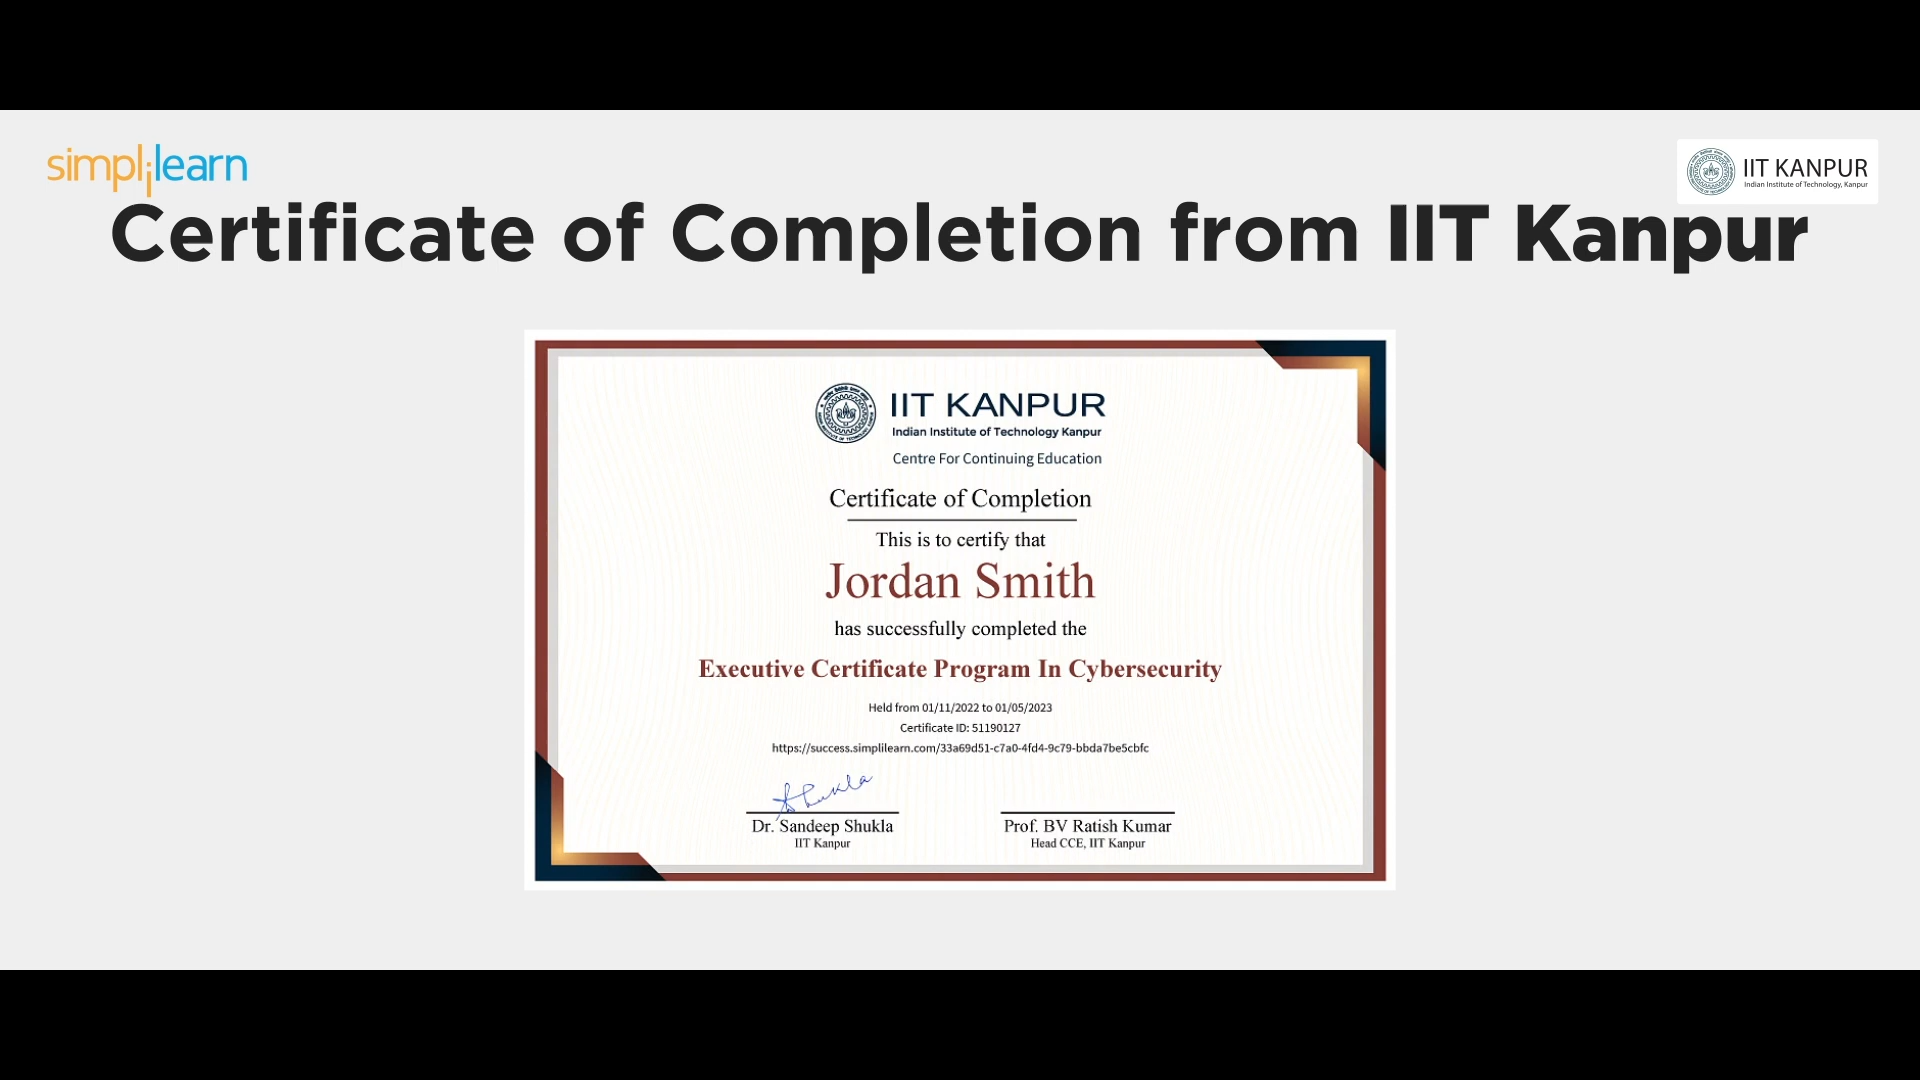 simplilearn
IIT KANPUR
Indian Institute of Technology, Kanpur
Certificate of Completion from IIT Kanpur
IIT KANPUR
Indian Institute of Technology Kanpur
Centre For Continuing Education
Certificate of Completion
This is to certify that
Jordan Smith
has successfully completed the
Executive Certificate Program In Cybersecurity
Held from 01/11/2022 to 01/05/2023
Certificate ID: 51190127
https://success.simplilearn.com/33a69d51-c7a0-4fd4-9c79-bbda7be5cbfc
Dr. Sandeep Shukla
IIT Kanpur
Prof. BV Ratish Kumar
Head CCE, IIT Kanpur